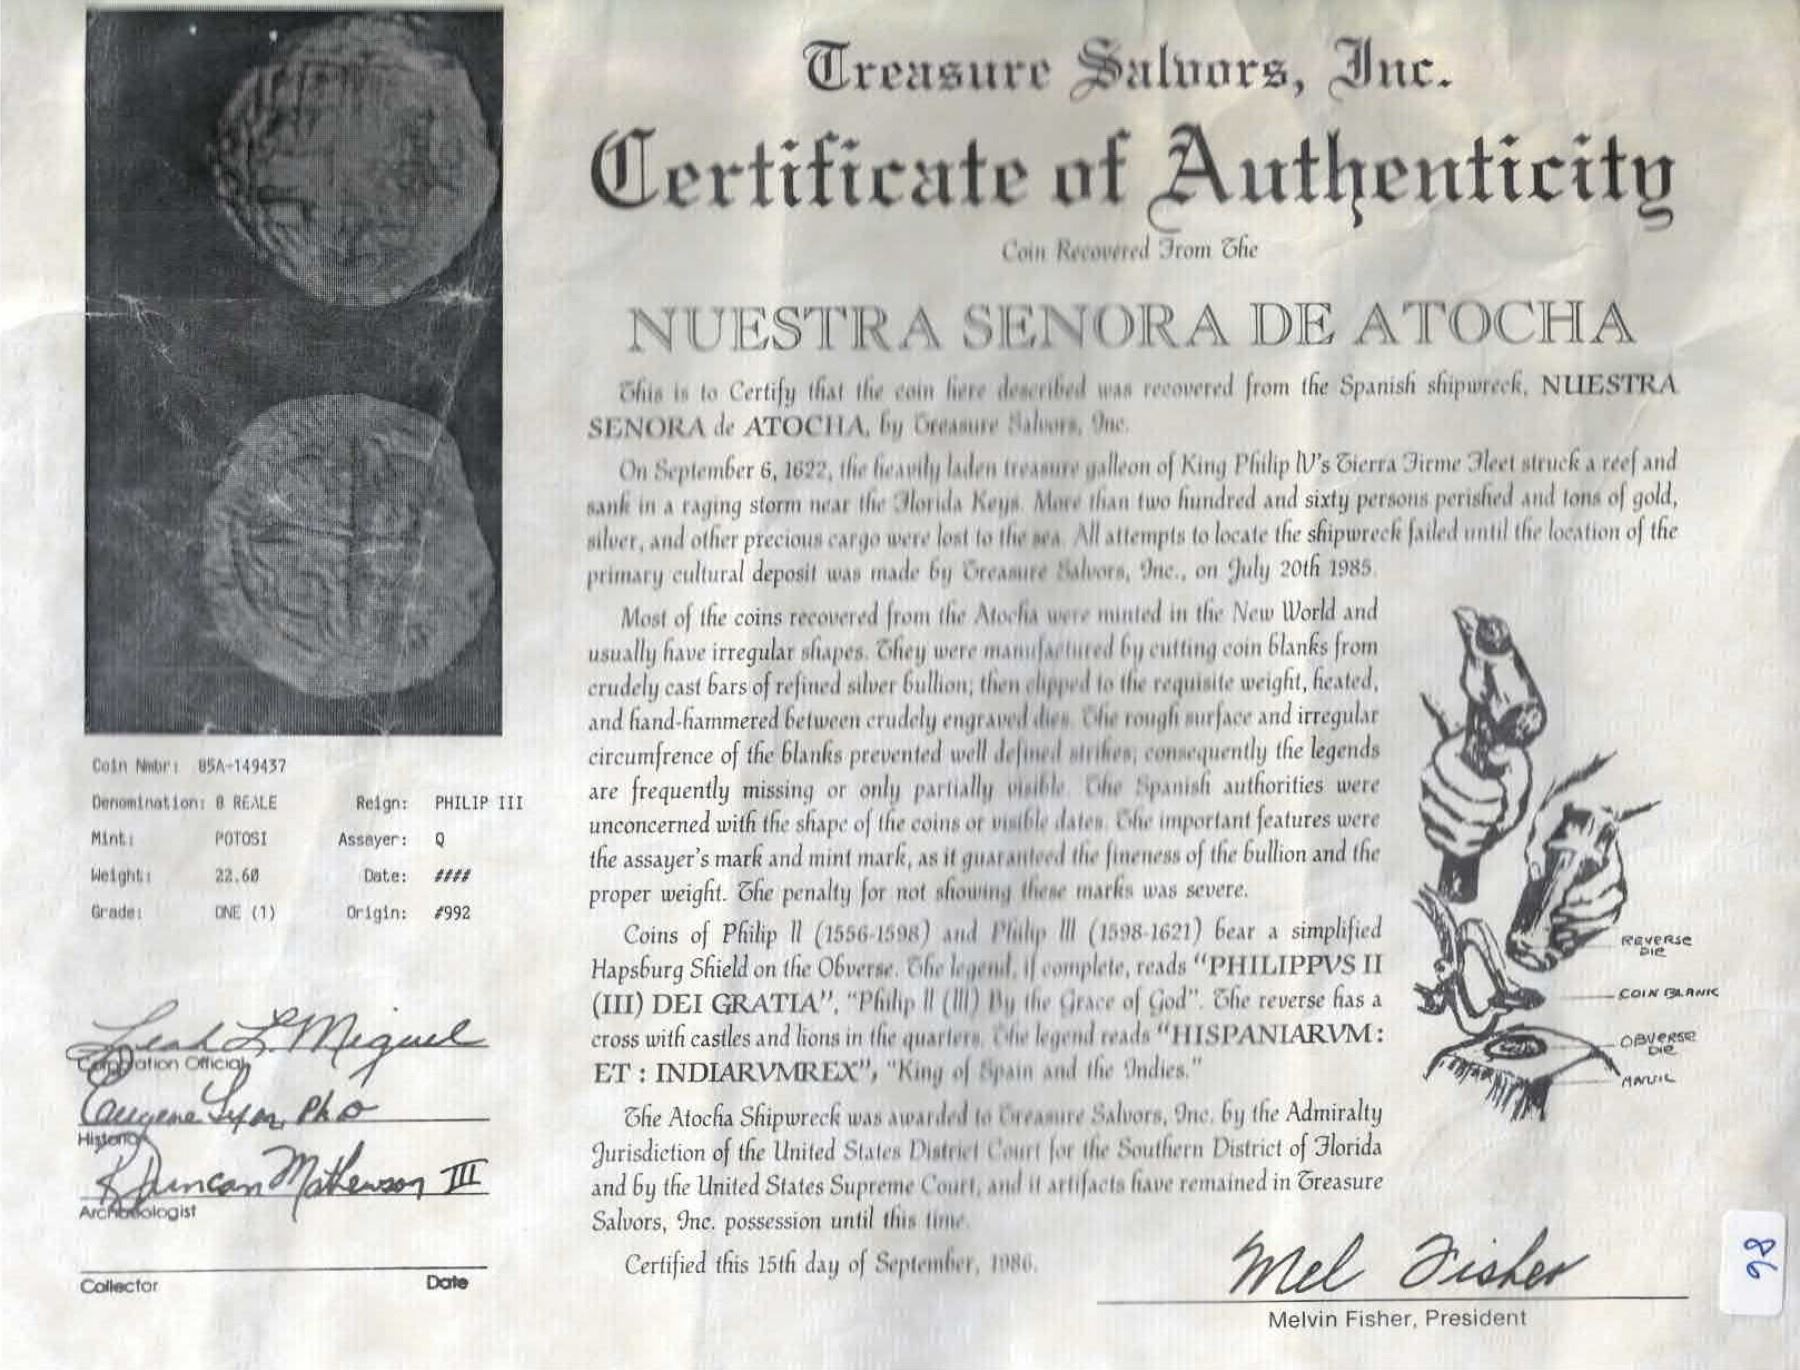 Treasure Salvors, Inc.
Certificate of Authenticity
Coin Recovered From The
NUESTRA SENORA DE ATOCHA
This is to Certify that the coin here described was recovered from the Spanish shipwreck, NUESTRA
SENORA de ATOCHA, by Treasure Salvors, Inc.
On September 6, 1622, the heavily laden treasure galleon of King Philip IV's Tierra Firme Fleet struck a reef and
sank in a raging storm near the Florida Keys. More than two hundred and sixty persons perished and tons of gold,
silver, and other precious cargo were lost to the sea. All attempts to locate the shipwreck failed until the location of the
primary cultural deposit was made by Treasure Salvors, Inc., on July 20th 1985.
Most of the coins recovered from the Atocha were minted in the New World and
usually have irregular shapes. They were manufactured by cutting coin blanks from
crudely cast bars of refined silver bullion; then clipped to the requisite weight, heated,
and hand-hammered between crudely engraved dies. The rough surface and irregular
circumfrence of the blanks prevented well defined strikes; consequently the legends
are frequently missing or only partially visible. The Spanish authorities were
unconcerned with the shape of the coins or visible dates. The important features were
the assayer's mark and mint mark, as it guaranteed the fineness of the bullion and the
proper weight. The penalty for not showing these marks was severe.
Coins of Philip II (1556-1598) and Philip III (1598-1621) bear a simplified
Hapsburg Shield on the Obverse. The legend, if complete, reads "PHILIPPVS II
(III) DEI GRATIA", "Philip II (III) By the Grace of God". The reverse has a
cross with castles and lions in the quarters. The legend reads "HISPANIARVM :
ET : INDIARVMREX", "King of Spain and the Indies."
The Atocha Shipwreck was awarded to Treasure Salvors, Inc. by the Admiralty
Jurisdiction of the United States District Court for the Southern District of Florida
and by the United States Supreme Court, and it artifacts have remained in Treasure
Salvors, Inc. possession until this time.
Certified this 15th day of September, 1986.
REVERSE
DIE
COIN BLANK
OBVERSE
DIE
ANVIL
Coin Nmbr: 85A-149437
Denomination: 8 REALE Reign: PHILIP III
Mint: POTOSI Assayer: Q
Weight: 22.60 Date: ####
Grade: ONE (1) Origin: #992
Leah L. Miguel
Corporation Official
Eugene Lyon, PhD
Historian
R Duncan Mathewson III
Archaeologist
Collector Date
Mel Fisher
Melvin Fisher, President
98